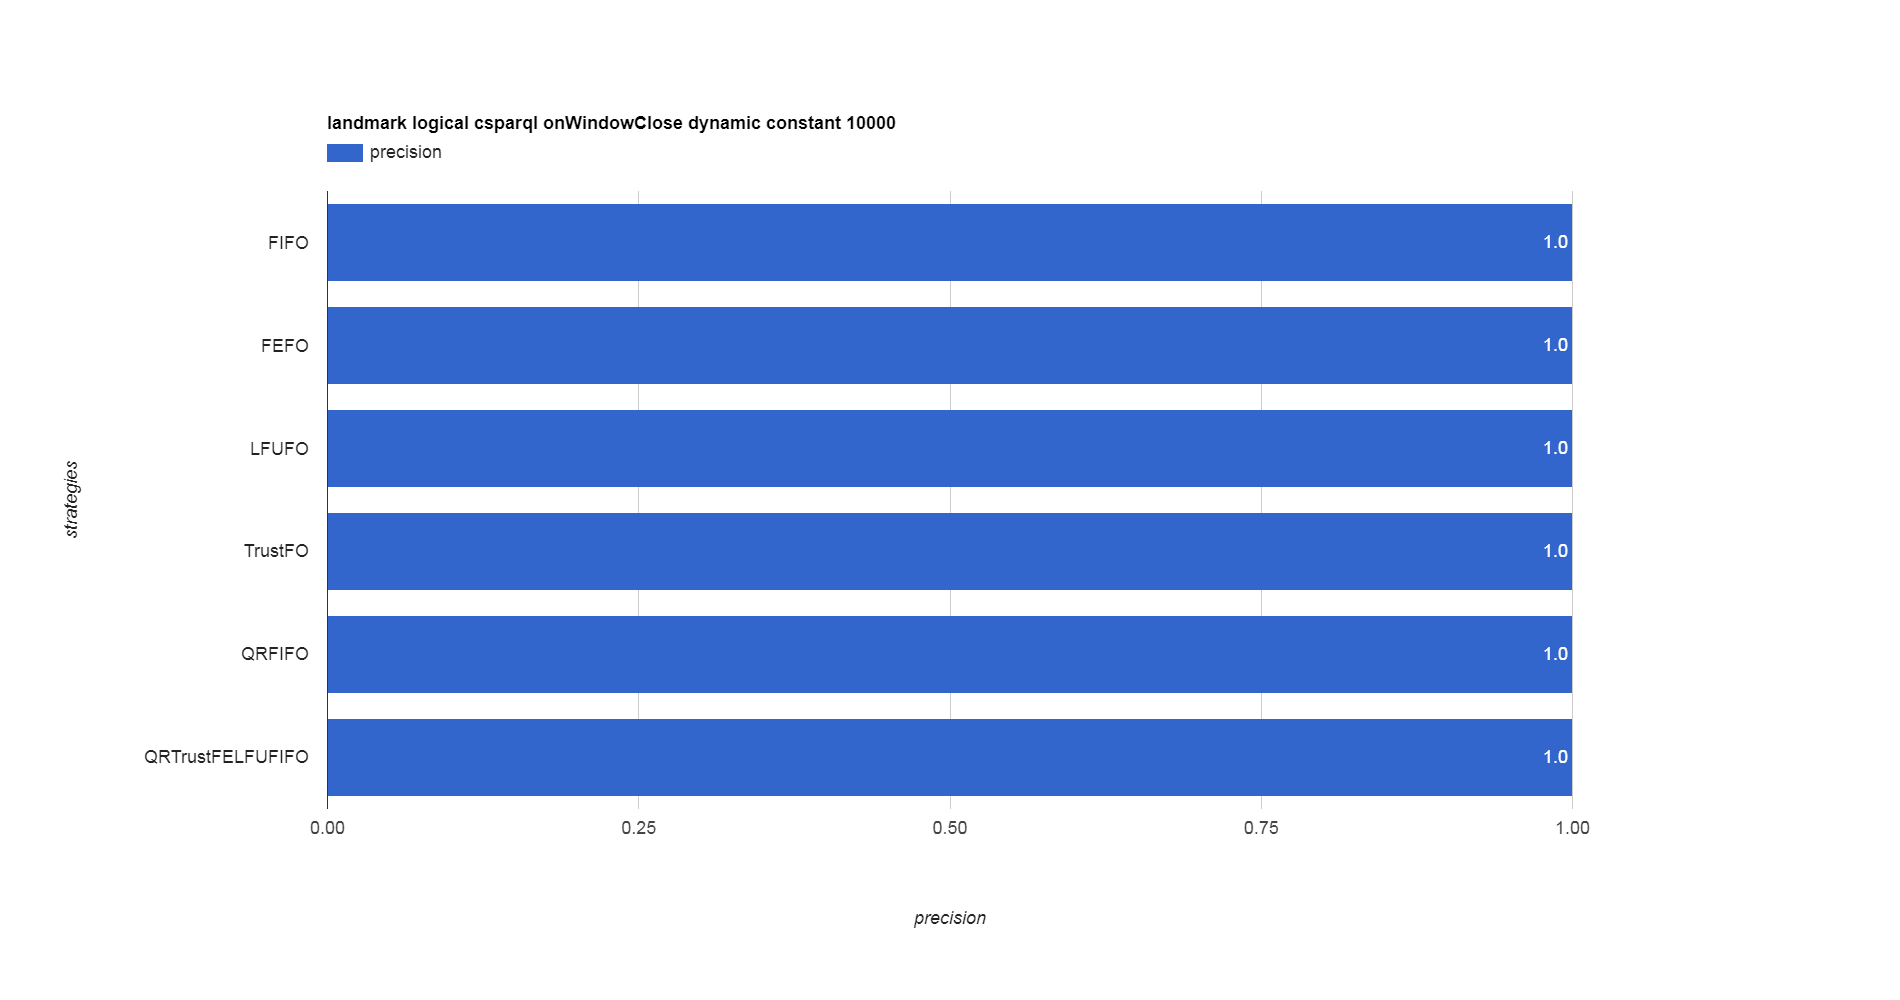 landmark logical csparql onWindowClose dynamic constant 10000
precision
FIFO 1.0
FEFO 1.0
LFUFO 1.0
TrustFO 1.0
QRFIFO 1.0
QRTrustFELFUFIFO 1.0
strategies
0.00 0.25 0.50 0.75 1.00
precision